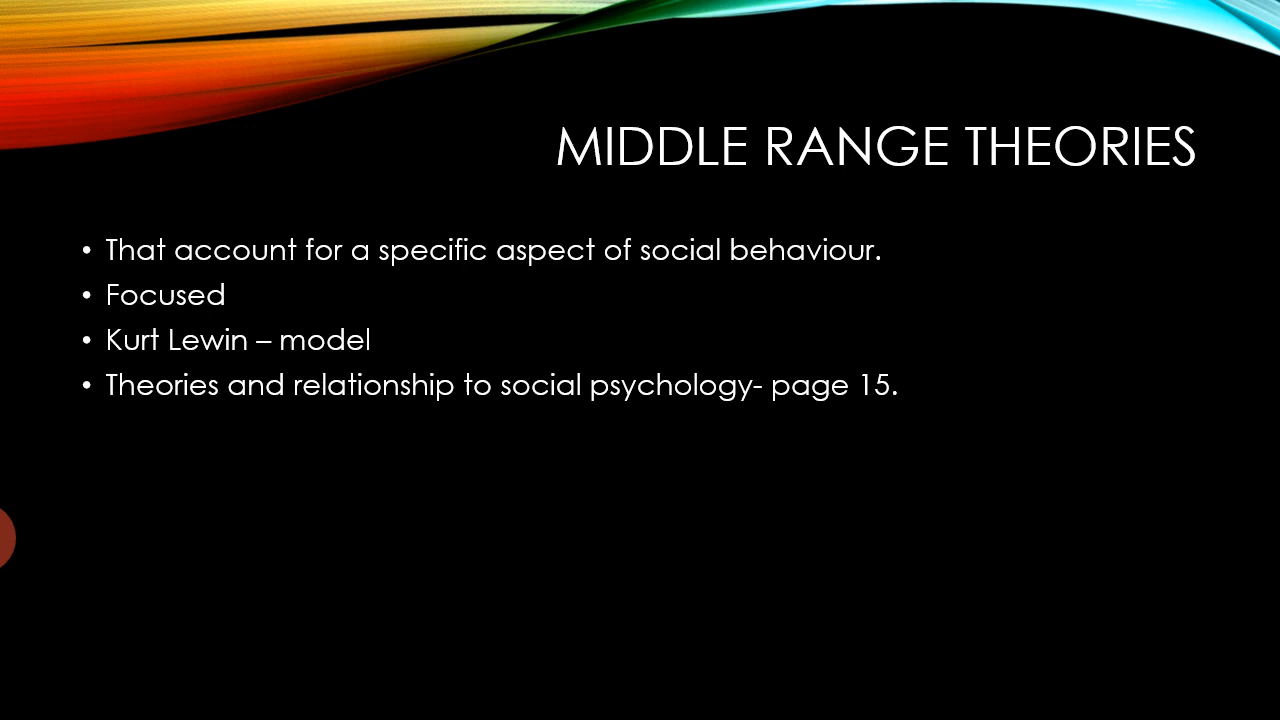 MIDDLE RANGE THEORIES
• That account for a specific aspect of social behaviour.
• Focused
• Kurt Lewin – model
• Theories and relationship to social psychology- page 15.